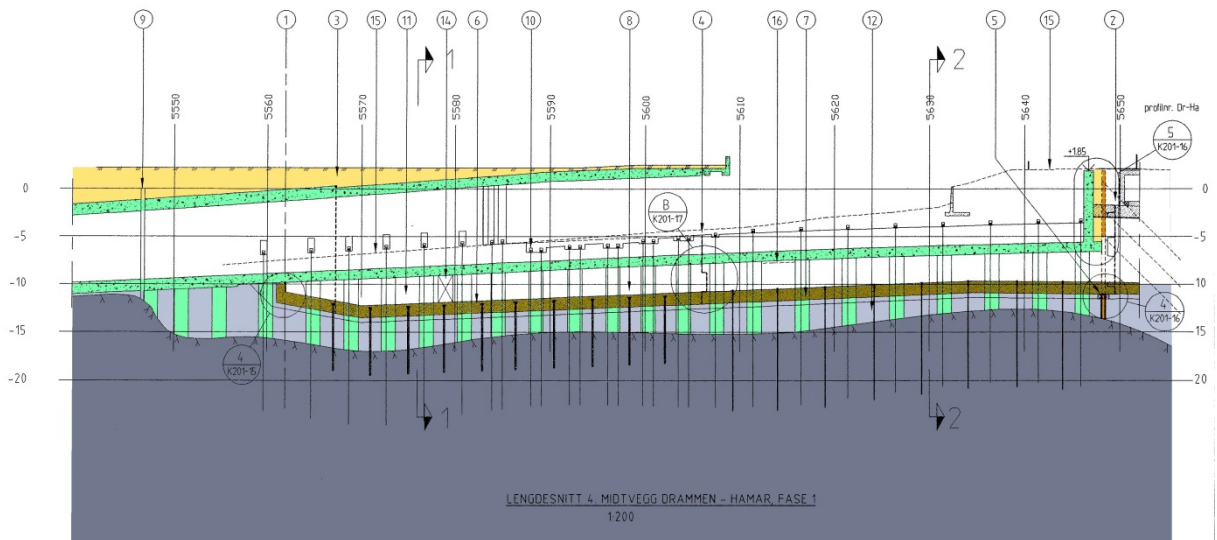 9 1 3 15 11 14 6 10 8 4 16 7 12 5 15 2
1 2
5550 5560 5570 5580 5590 5600 5610 5620 5630 5640 5650
profilnr. Dr-Ha
5
K201-16
+1.85
0 0
B
K201-17
-5 -5
-10 -10
4
K201-16
-15 15
4
K201-15
-20 20
1 2
LENGDESNITT 4. MIDTVEGG DRAMMEN - HAMAR, FASE 1
1:200